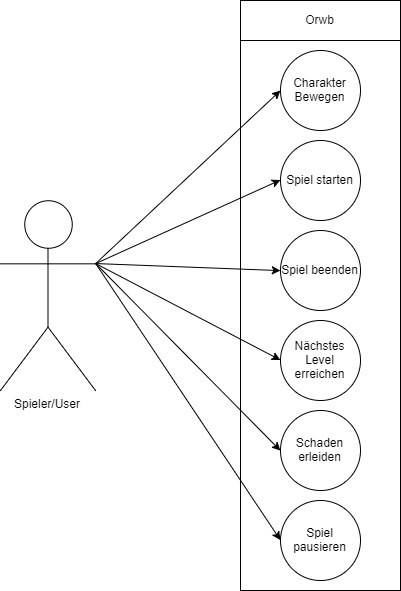 Orwb
Charakter
Bewegen
Spiel starten
Spiel beenden
Nächstes
Level
erreichen
Schaden
erleiden
Spiel
pausieren
Spieler/User